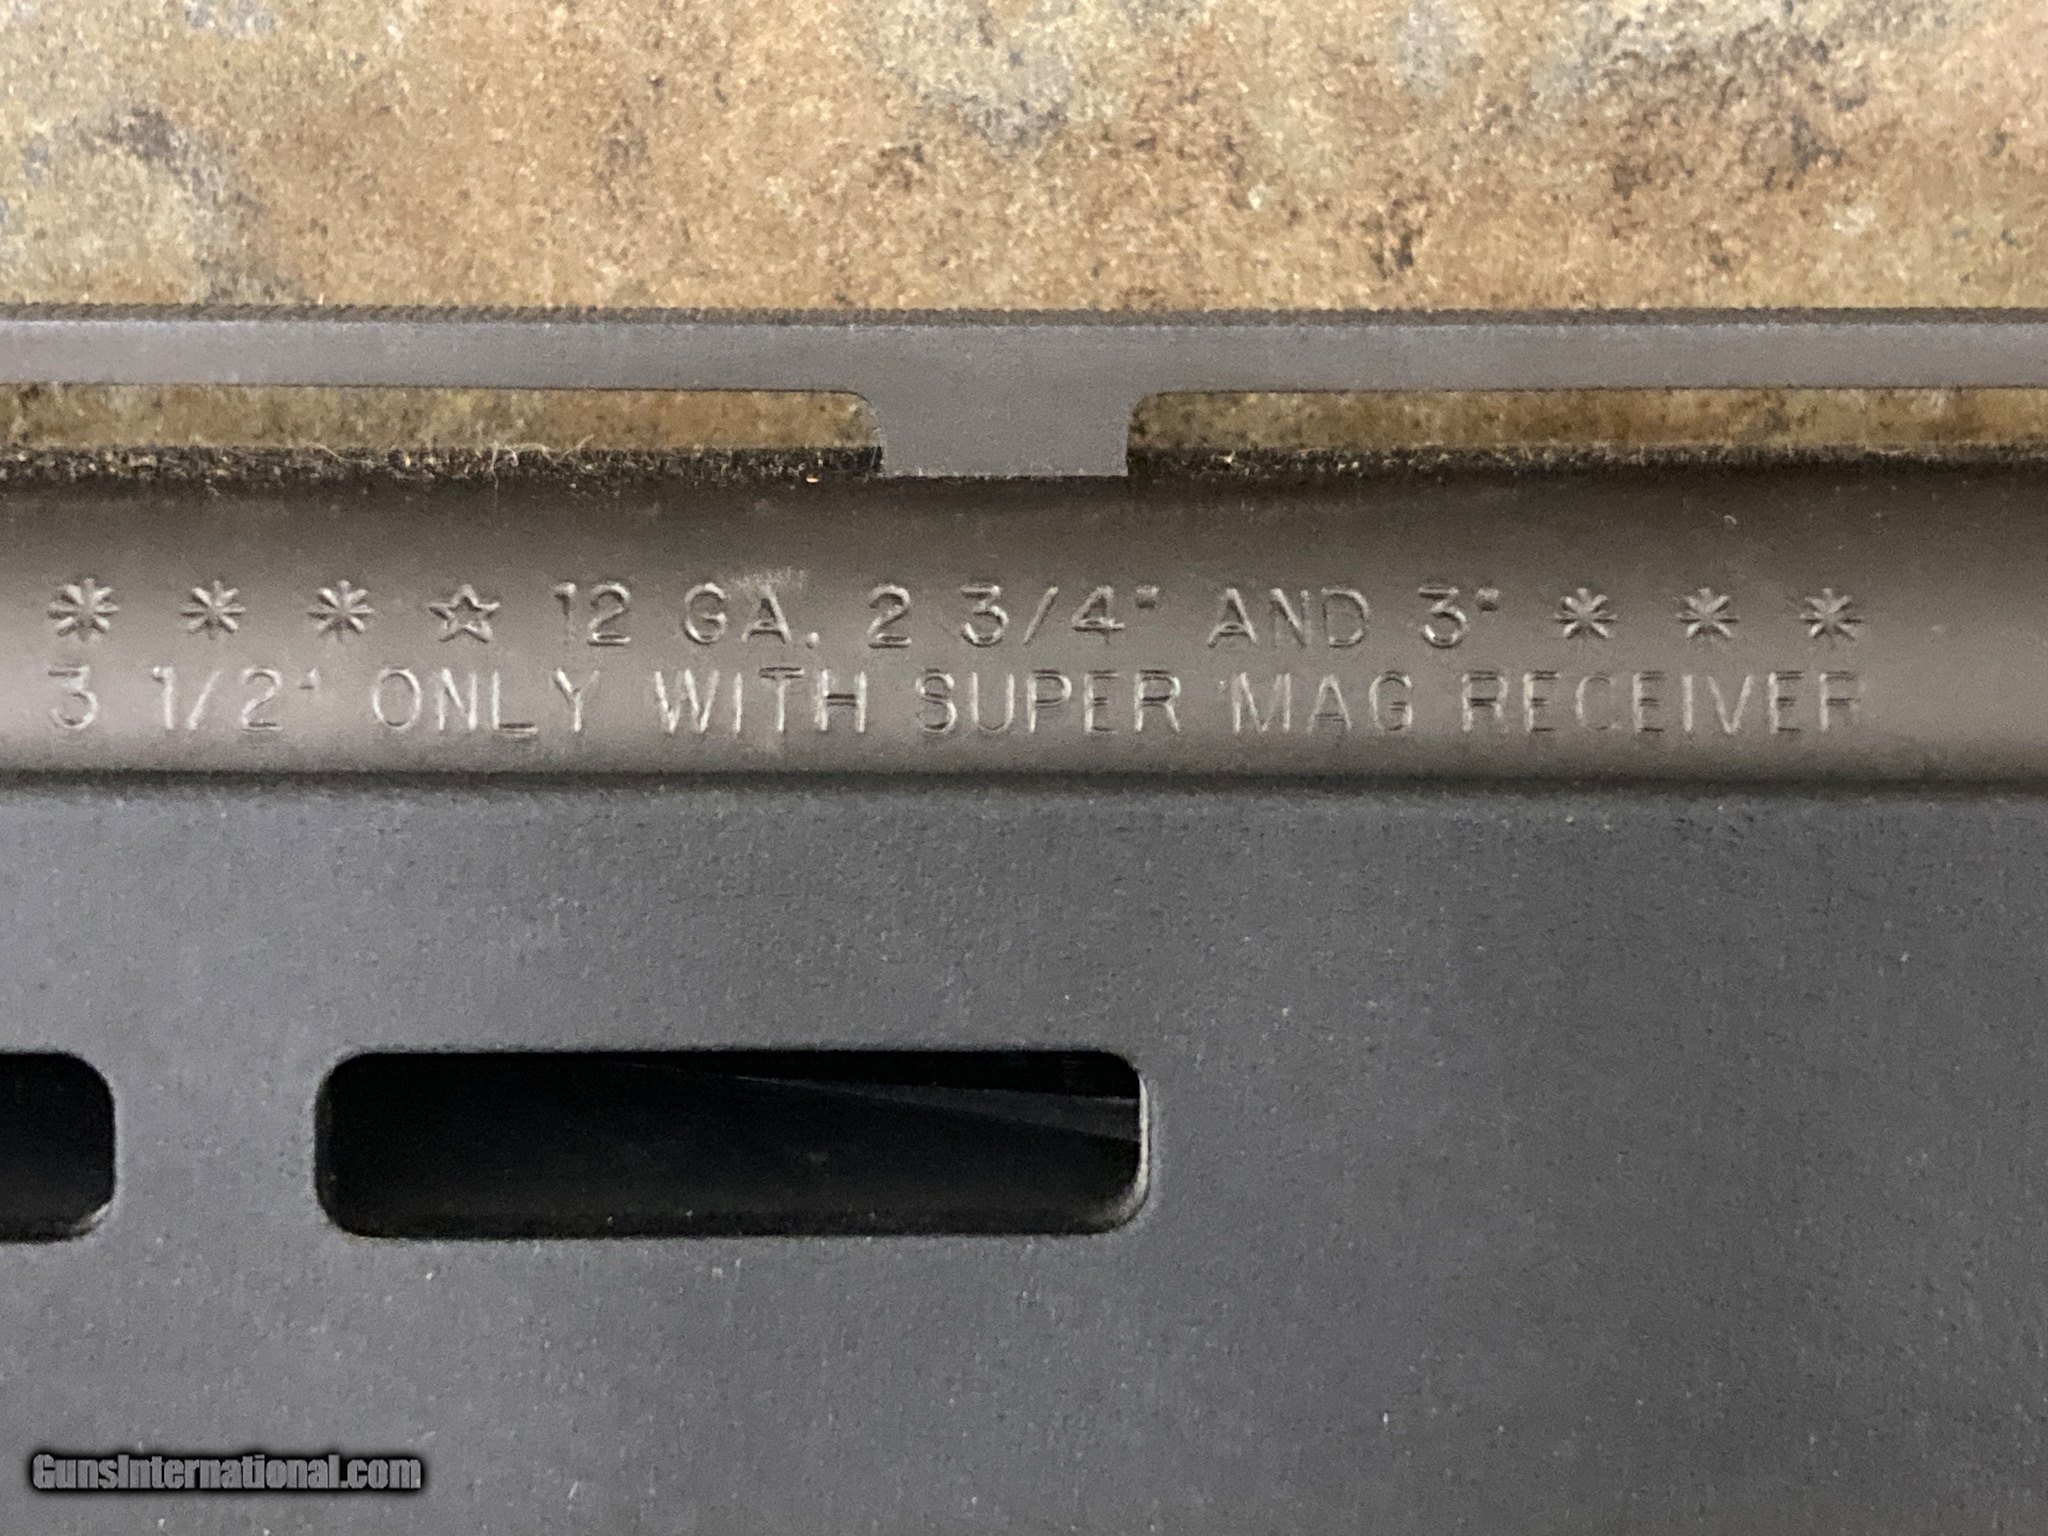 * * * ☆ 12 GA. 2 3/4" AND 3" * * *
3 1/2" ONLY WITH SUPER MAG RECEIVER
GunsInternational.com